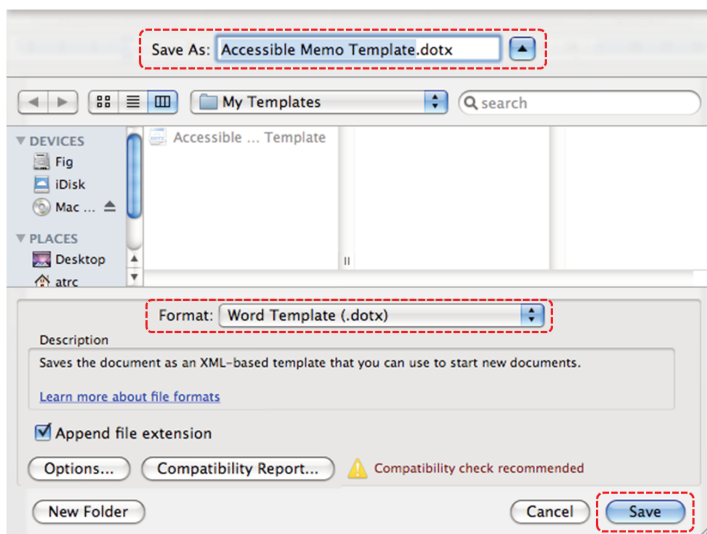 Save As: Accessible Memo Template.dotx
My Templates
search
DEVICES
Accessible ... Template
Fig
iDisk
Mac ...
PLACES
Desktop
atrc
Format: Word Template (.dotx)
Description
Saves the document as an XML-based template that you can use to start new documents.
Learn more about file formats
Append file extension
Options... Compatibility Report... Compatibility check recommended
New Folder Cancel Save